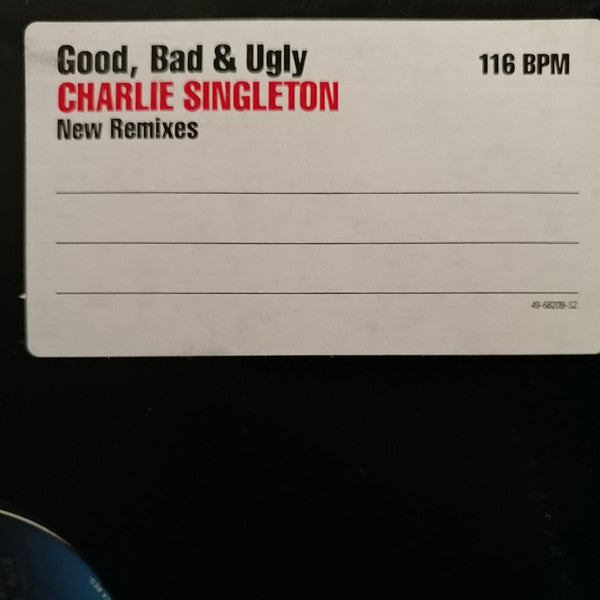 Good, Bad & Ugly 116 BPM
CHARLIE SINGLETON
New Remixes
49-68209-S2